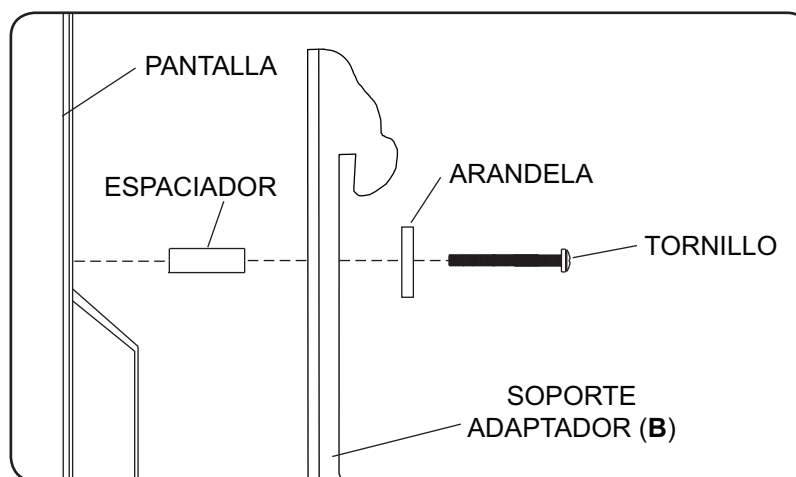 PANTALLA
ESPACIADOR
ARANDELA
TORNILLO
SOPORTE
ADAPTADOR (B)